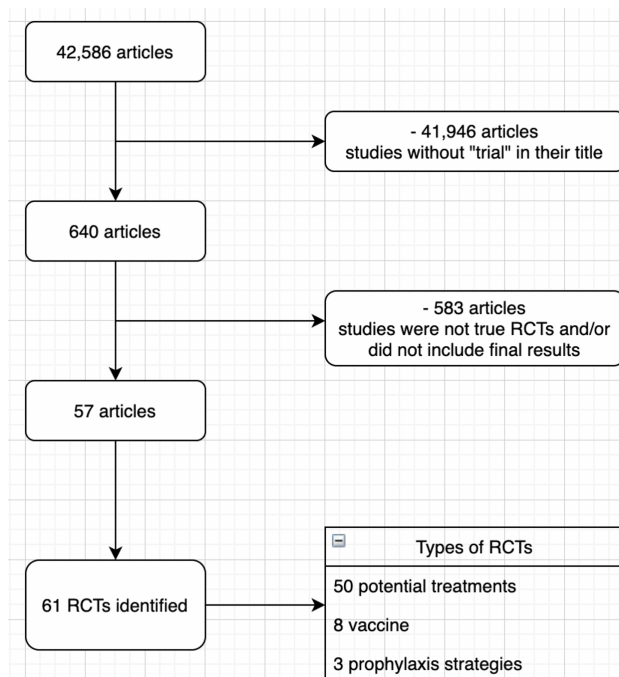 42,586 articles
- 41,946 articles
studies without "trial" in their title
640 articles
- 583 articles
studies were not true RCTs and/or
did not include final results
57 articles
61 RCTs identified
Types of RCTs
50 potential treatments
8 vaccine
3 prophylaxis strategies